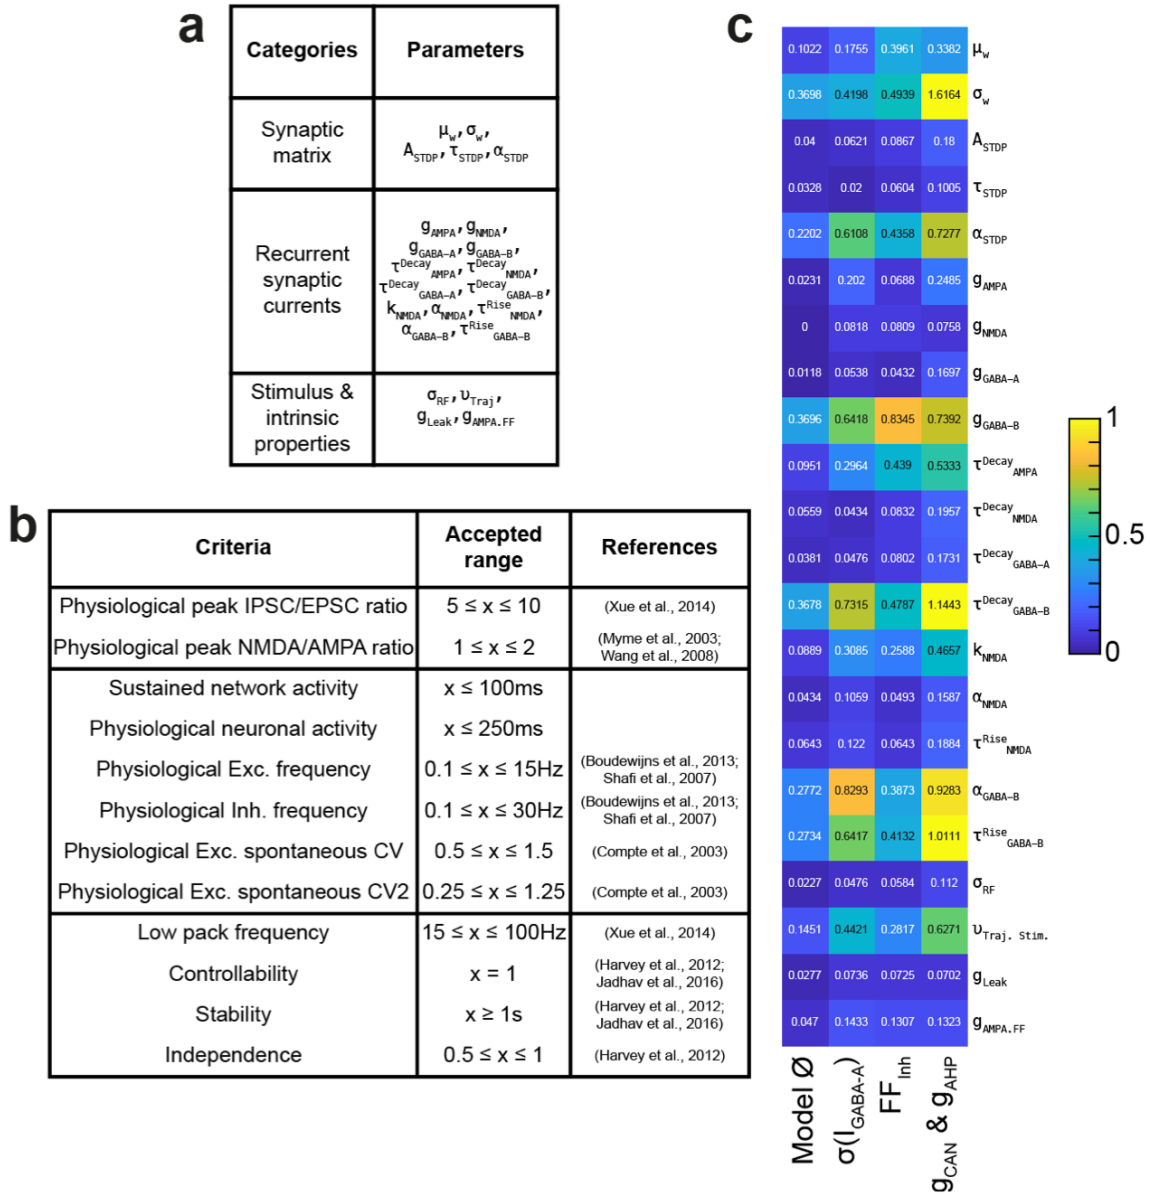 a
Categories Parameters
Synaptic
matrix
μw, σw,
ASTDP, τSTDP, αSTDP
Recurrent
synaptic
currents
gAMPA, gNMDA,
gGABA-A, gGABA-B,
τDecayAMPA, τDecayNMDA,
τDecayGABA-A, τDecayGABA-B,
kNMDA, αNMDA, τRiseNMDA,
αGABA-B, τRiseGABA-B
Stimulus &
intrinsic
properties
σRF, υTraj,
gLeak, gAMPA.FF
b
Criteria Accepted range References
Physiological peak IPSC/EPSC ratio 5 ≤ x ≤ 10 (Xue et al., 2014)
Physiological peak NMDA/AMPA ratio 1 ≤ x ≤ 2 (Myme et al., 2003; Wang et al., 2008)
Sustained network activity x ≤ 100ms
Physiological neuronal activity x ≤ 250ms
Physiological Exc. frequency 0.1 ≤ x ≤ 15Hz (Boudewijns et al., 2013; Shafi et al., 2007)
Physiological Inh. frequency 0.1 ≤ x ≤ 30Hz (Boudewijns et al., 2013; Shafi et al., 2007)
Physiological Exc. spontaneous CV 0.5 ≤ x ≤ 1.5 (Compte et al., 2003)
Physiological Exc. spontaneous CV2 0.25 ≤ x ≤ 1.25 (Compte et al., 2003)
Low pack frequency 15 ≤ x ≤ 100Hz (Xue et al., 2014)
Controllability x = 1 (Harvey et al., 2012; Jadhav et al., 2016)
Stability x ≥ 1s (Harvey et al., 2012; Jadhav et al., 2016)
Independence 0.5 ≤ x ≤ 1 (Harvey et al., 2012)
c
0.1022 0.1755 0.3961 0.3382 μw
0.3698 0.4198 0.4939 1.6164 σw
0.04 0.0621 0.0867 0.18 ASTDP
0.0328 0.02 0.0604 0.1005 τSTDP
0.2202 0.6108 0.4358 0.7277 αSTDP
0.0231 0.202 0.0688 0.2485 gAMPA
0 0.0818 0.0809 0.0758 gNMDA
0.0118 0.0538 0.0432 0.1697 gGABA-A
0.3696 0.6418 0.8345 0.7392 gGABA-B
0.0951 0.2964 0.439 0.5333 τDecayAMPA
0.0559 0.0434 0.0832 0.1957 τDecayNMDA
0.0381 0.0476 0.0802 0.1731 τDecayGABA-A
0.3678 0.7315 0.4787 1.1443 τDecayGABA-B
0.0889 0.3085 0.2588 0.4657 kNMDA
0.0434 0.1059 0.0493 0.1587 αNMDA
0.0643 0.122 0.0643 0.1884 τRiseNMDA
0.2772 0.8293 0.3873 0.9283 αGABA-B
0.2734 0.6417 0.4132 1.0111 τRiseGABA-B
0.0227 0.0476 0.0584 0.112 σRF
0.1451 0.4421 0.2817 0.6271 υTraj. Stim.
0.0277 0.0736 0.0725 0.0702 gLeak
0.047 0.1433 0.1307 0.1323 gAMPA.FF
Model Ø
σ(IGABA-A)
FFInh
gCAN & gAHP
1
0.5
0